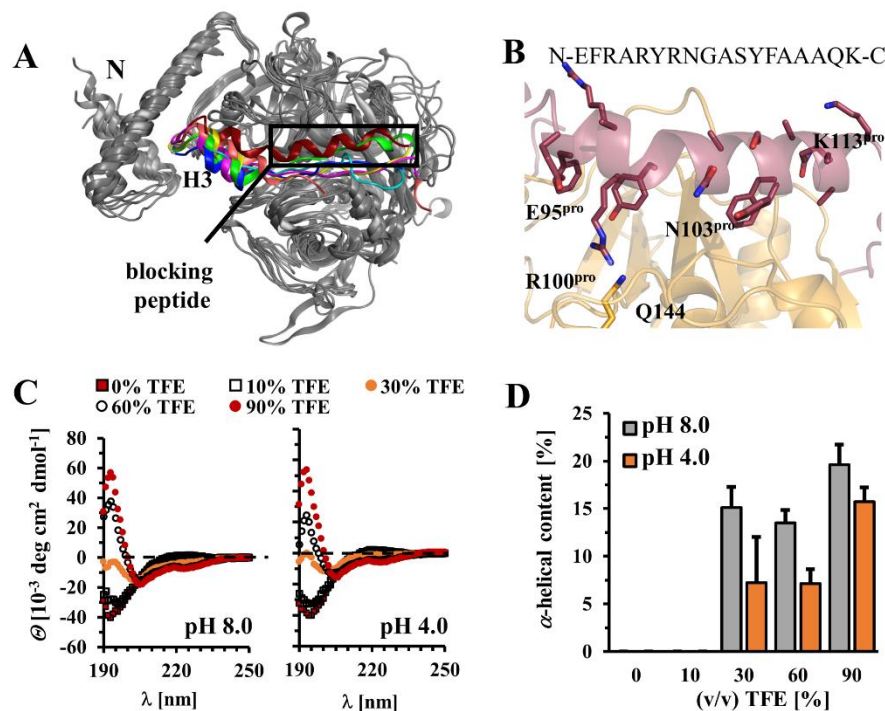 A
N
H3
blocking
peptide
B
N-EFRARYRNGASYFAAAQK-C
K113pro
E95pro
N103pro
R100pro
Q144
C
0% TFE 10% TFE 30% TFE
60% TFE 90% TFE
Θ [10-3 deg cm2 dmol-1]
80
60
40
20
0
-20
-40
-60
pH 8.0
pH 4.0
190 220 250 190 220 250
λ [nm] λ [nm]
D
α-helical content [%]
25
20
15
10
5
0
pH 8.0
pH 4.0
0 10 30 60 90
(v/v) TFE [%]